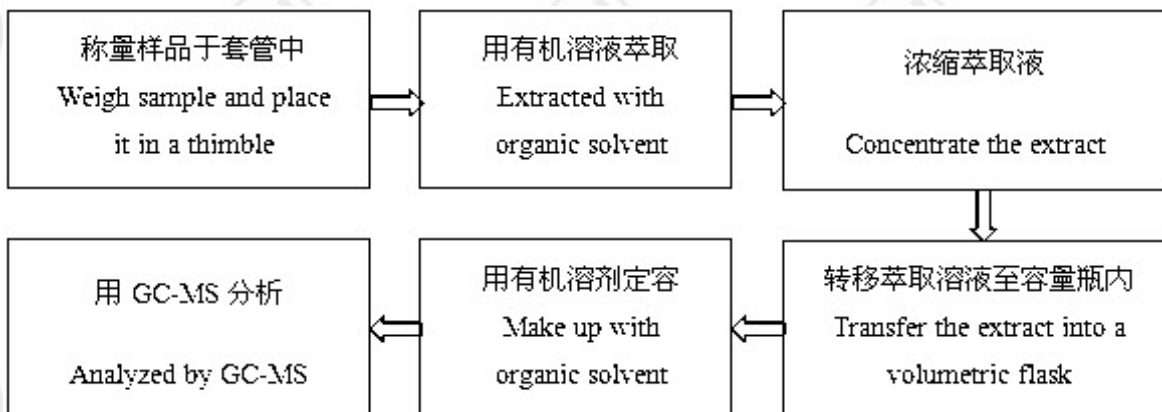 称量样品于套管中
Weigh sample and place
it in a thimble
用有机溶液萃取
Extracted with
organic solvent
浓缩萃取液
Concentrate the extract
转移萃取溶液至容量瓶内
Transfer the extract into a
volumetric flask
用有机溶剂定容
Make up with
organic solvent
用 GC-MS 分析
Analyzed by GC-MS